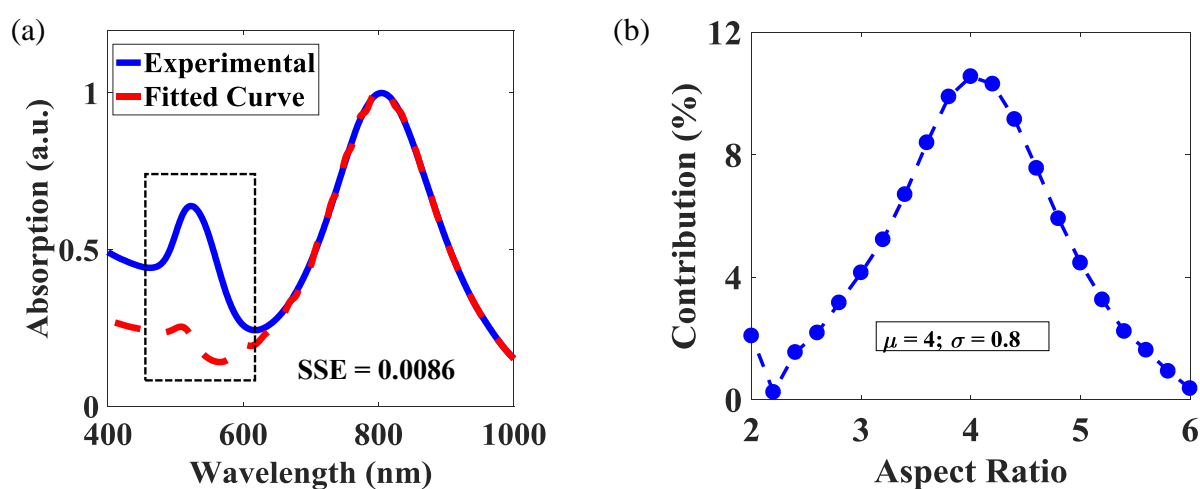 (a)
Experimental
Fitted Curve
Absorption (a.u.)
1
0.5
0
SSE = 0.0086
400
600
800
1000
Wavelength (nm)
(b)
Contribution (%)
12
8
4
0
μ = 4; σ = 0.8
2
3
4
5
6
Aspect Ratio